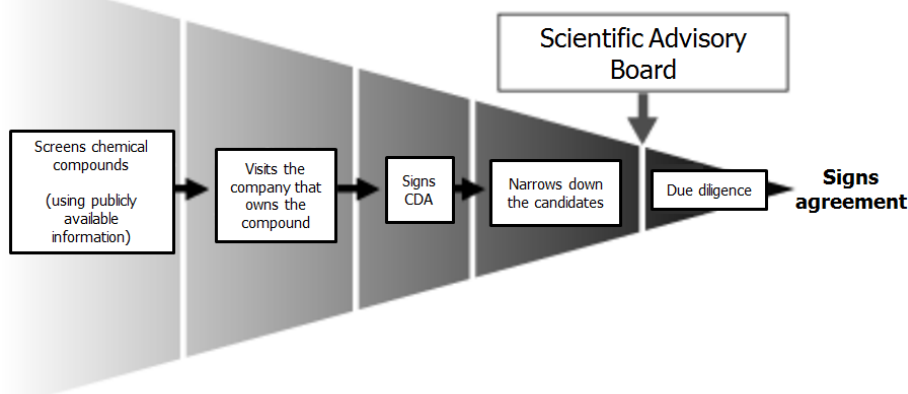 Scientific Advisory
Board
Screens chemical
compounds
(using publicly
available
information)
Visits the
company that
owns the
compound
Signs
CDA
Narrows down
the candidates
Due diligence
Signs
agreement